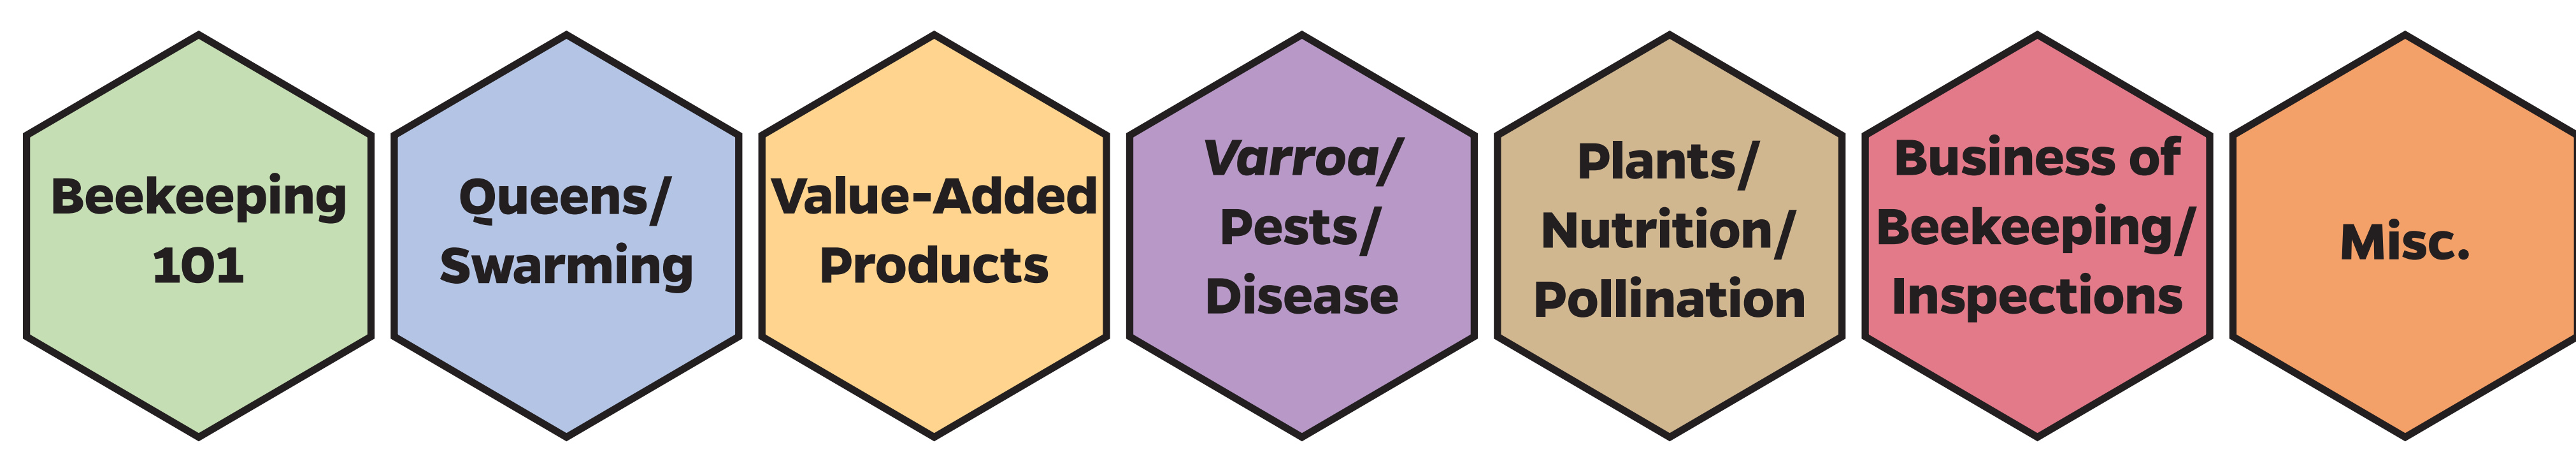 Beekeeping
101
Queens/
Swarming
Value-Added
Products
Varroa/
Pests/
Disease
Plants/
Nutrition/
Pollination
Business of
Beekeeping/
Inspections
Misc.